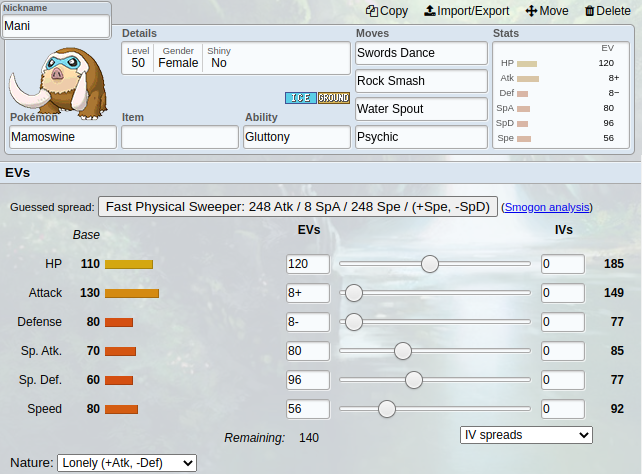 Nickname
Mani
Copy Import/Export Move Delete
Details
Level Gender Shiny
50 Female No
ICE GROUND
Pokémon Item Ability
Mamoswine Gluttony
Moves
Swords Dance
Rock Smash
Water Spout
Psychic
Stats
EV
HP 120
Atk 8+
Def 8−
SpA 80
SpD 96
Spe 56
EVs
Guessed spread: Fast Physical Sweeper: 248 Atk / 8 SpA / 248 Spe / (+Spe, -SpD) (Smogon analysis)
Base EVs IVs
HP 110 120 0 185
Attack 130 8+ 0 149
Defense 80 8- 0 77
Sp. Atk. 70 80 0 85
Sp. Def. 60 96 0 77
Speed 80 56 0 92
Remaining: 140 IV spreads
Nature: Lonely (+Atk, -Def)